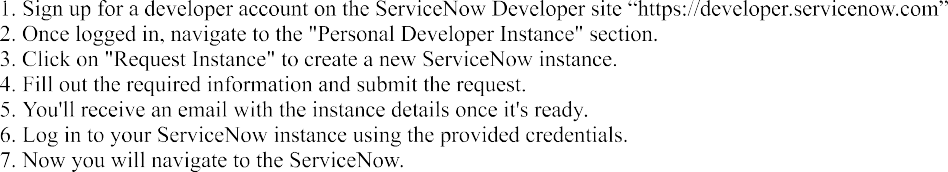 1. Sign up for a developer account on the ServiceNow Developer site “https://developer.servicenow.com”
2. Once logged in, navigate to the "Personal Developer Instance" section.
3. Click on "Request Instance" to create a new ServiceNow instance.
4. Fill out the required information and submit the request.
5. You'll receive an email with the instance details once it's ready.
6. Log in to your ServiceNow instance using the provided credentials.
7. Now you will navigate to the ServiceNow.